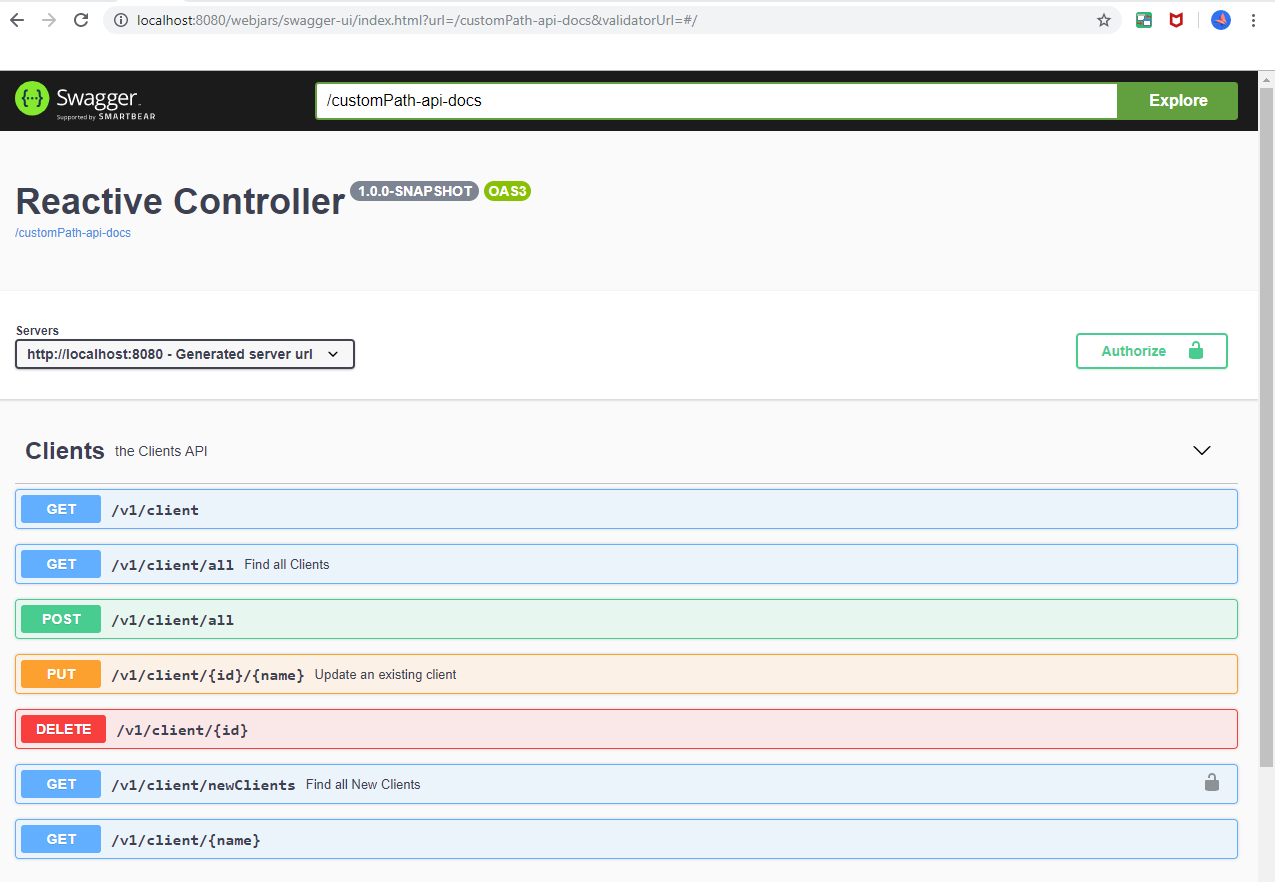 localhost:8080/webjars/swagger-ui/index.html?url=/customPath-api-docs&validatorUrl=#/
{··} Swagger.
Supported by SMARTBEAR
/customPath-api-docs
Explore
Reactive Controller 1.0.0-SNAPSHOT OAS3
/customPath-api-docs
Servers
http://localhost:8080 - Generated server url
Authorize
Clients the Clients API
GET /v1/client
GET /v1/client/all Find all Clients
POST /v1/client/all
PUT /v1/client/{id}/{name} Update an existing client
DELETE /v1/client/{id}
GET /v1/client/newClients Find all New Clients
GET /v1/client/{name}